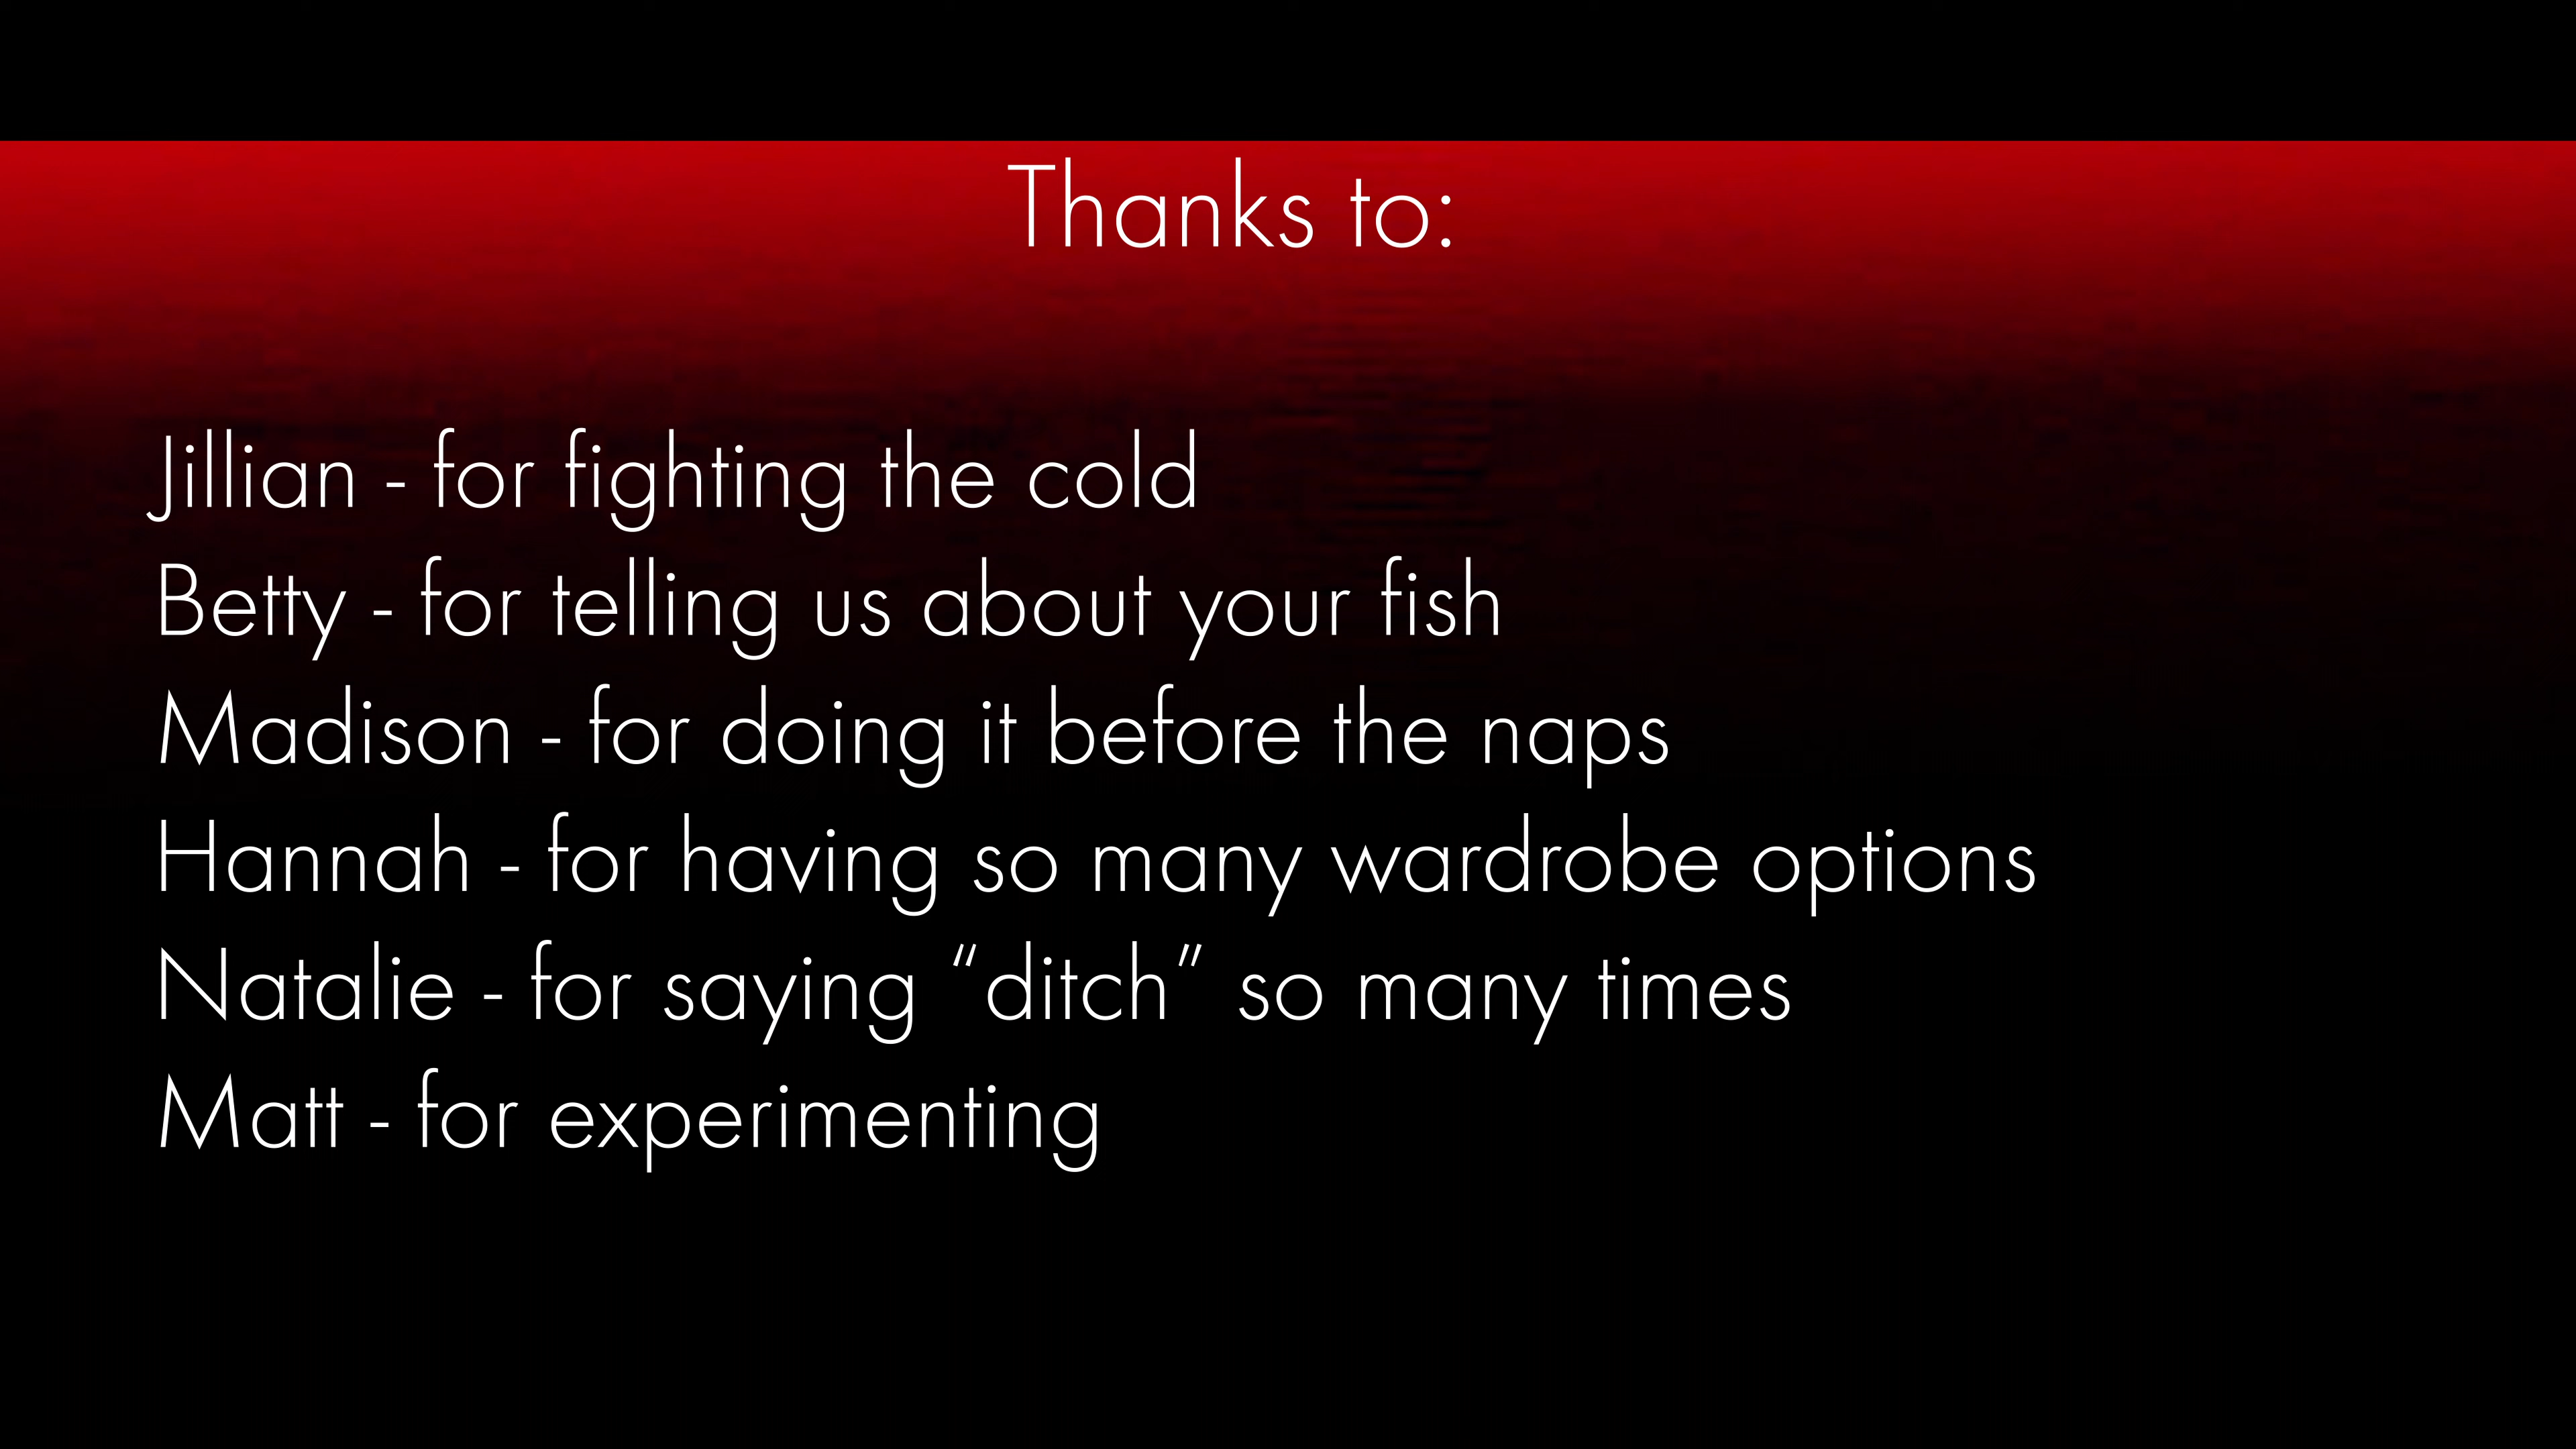 Thanks to:
Jillian - for fighting the cold
Betty - for telling us about your fish
Madison - for doing it before the naps
Hannah - for having so many wardrobe options
Natalie - for saying “ditch” so many times
Matt - for experimenting